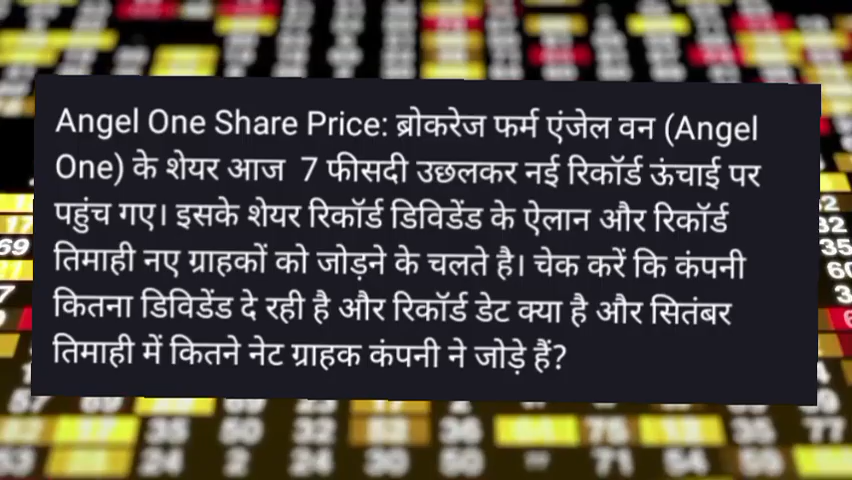 Angel One Share Price: ब्रोकरेज फर्म एंजेल वन (Angel
One) के शेयर आज 7 फीसदी उछलकर नई रिकॉर्ड ऊंचाई पर
पहुंच गए। इसके शेयर रिकॉर्ड डिविडेंड के ऐलान और रिकॉर्ड
तिमाही नए ग्राहकों को जोड़ने के चलते है। चेक करें कि कंपनी
कितना डिविडेंड दे रही है और रिकॉर्ड डेट क्या है और सितंबर
तिमाही में कितने नेट ग्राहक कंपनी ने जोड़े हैं?